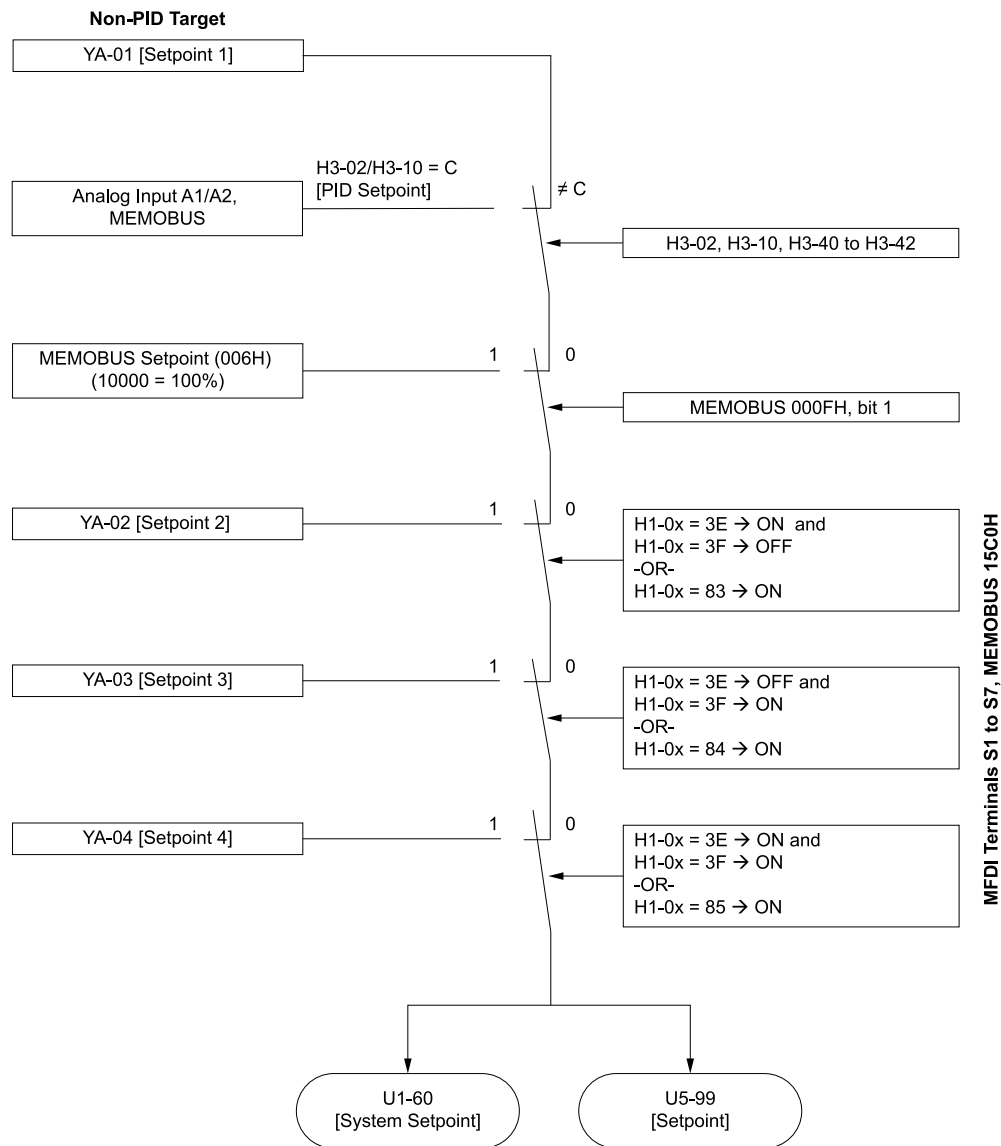 Non-PID Target
YA-01 [Setpoint 1]
H3-02/H3-10 = C
[PID Setpoint]
≠ C
Analog Input A1/A2,
MEMOBUS
H3-02, H3-10, H3-40 to H3-42
MEMOBUS Setpoint (006H)
(10000 = 100%)
1
0
MEMOBUS 000FH, bit 1
YA-02 [Setpoint 2]
1
0
H1-0x = 3E → ON and
H1-0x = 3F → OFF
-OR-
H1-0x = 83 → ON
YA-03 [Setpoint 3]
1
0
H1-0x = 3E → OFF and
H1-0x = 3F → ON
-OR-
H1-0x = 84 → ON
YA-04 [Setpoint 4]
1
0
H1-0x = 3E → ON and
H1-0x = 3F → ON
-OR-
H1-0x = 85 → ON
MFDI Terminals S1 to S7, MEMOBUS 15C0H
U1-60
[System Setpoint]
U5-99
[Setpoint]